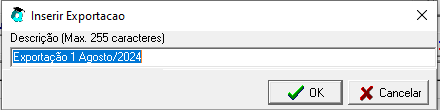 Inserir Exportacao
Descrição (Max. 255 caracteres)
Exportação 1 Agosto/2024
OK
Cancelar